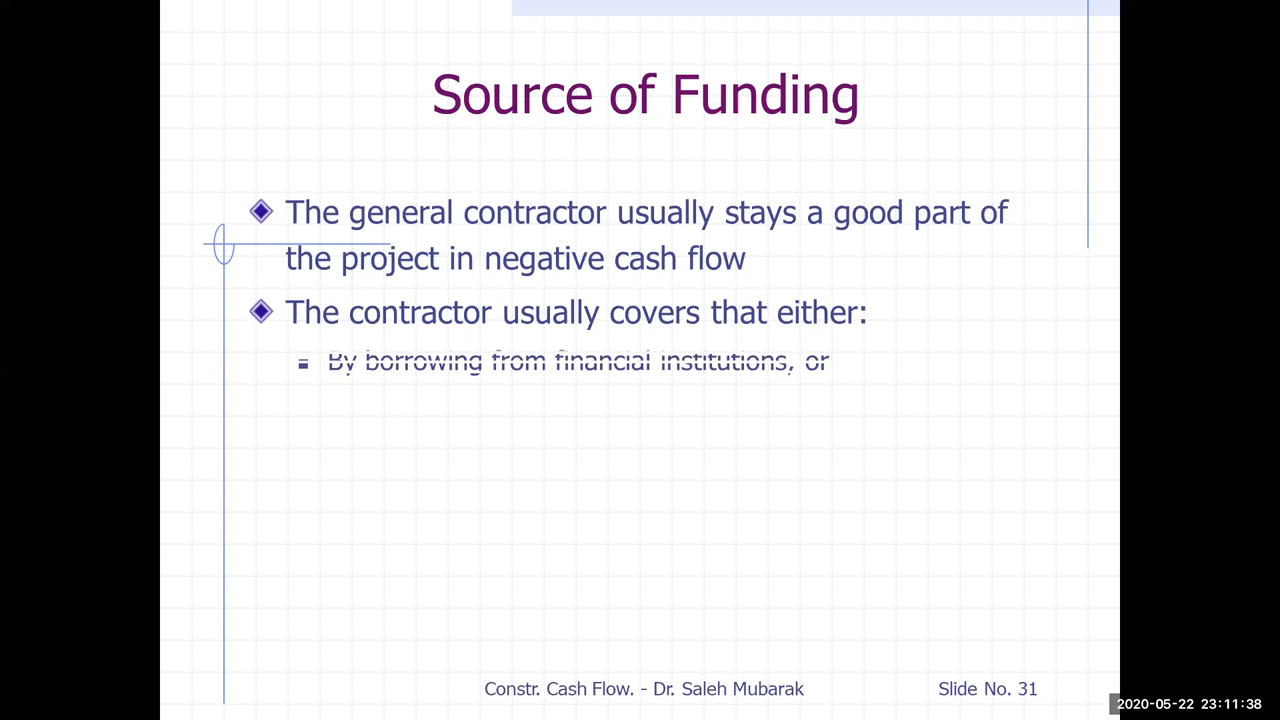 Source of Funding
The general contractor usually stays a good part of
the project in negative cash flow
The contractor usually covers that either:
By borrowing from financial institutions, or
Constr. Cash Flow. - Dr. Saleh Mubarak
Slide No. 31
2020-05-22 23:11:38